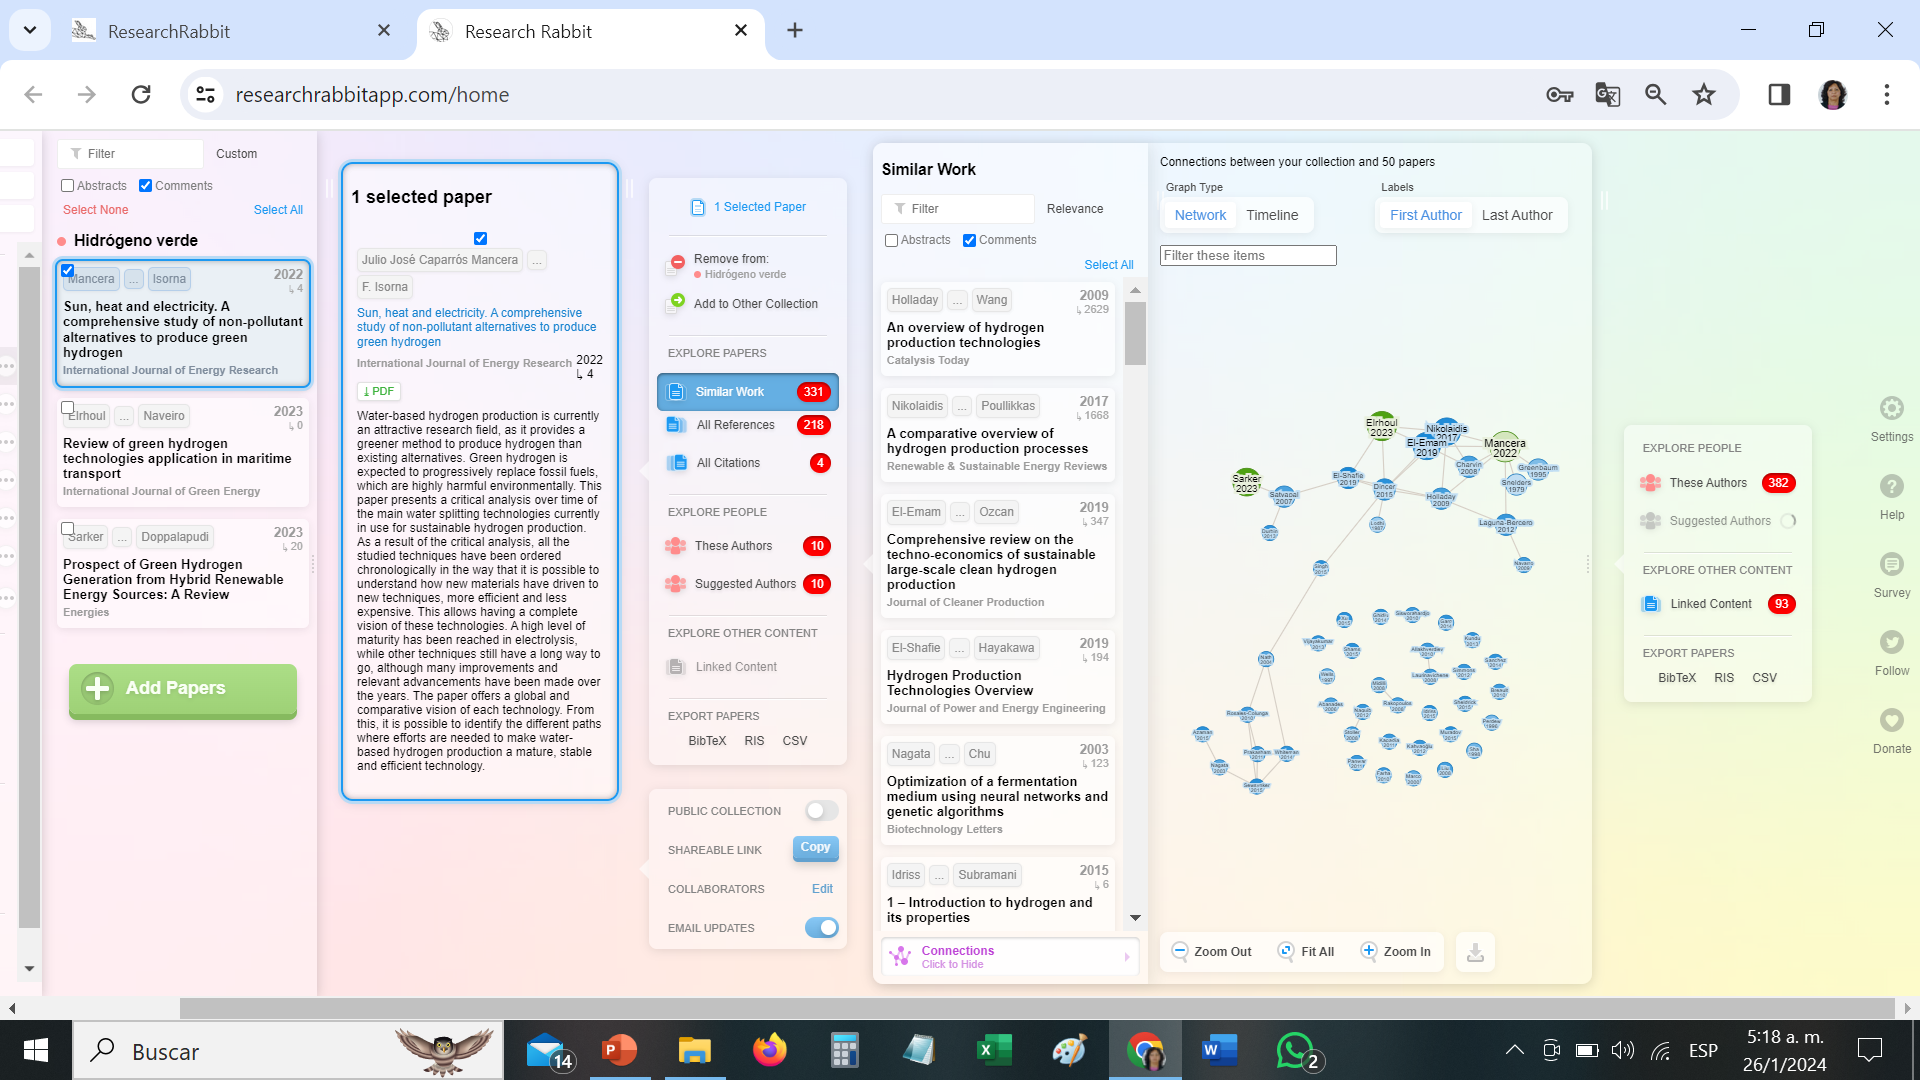 ResearchRabbit
Research Rabbit
researchrabbitapp.com/home
Filter
Custom
Abstracts
Comments
Select None
Select All
Hidrógeno verde
Mancera ... Isorna
2022
4
Sun, heat and electricity. A
comprehensive study of non-pollutant
alternatives to produce green
hydrogen
International Journal of Energy Research
Elrhoul ... Naveiro
2023
0
Review of green hydrogen
technologies application in maritime
transport
International Journal of Green Energy
Sarker ... Doppalapudi
2023
20
Prospect of Green Hydrogen
Generation from Hybrid Renewable
Energy Sources: A Review
Energies
Add Papers
1 selected paper
Julio José Caparrós Mancera ...
F. Isorna
Sun, heat and electricity. A comprehensive
study of non-pollutant alternatives to produce
green hydrogen
International Journal of Energy Research 2022
4
PDF
Water-based hydrogen production is currently
an attractive research field, as it provides a
greener method to produce hydrogen than
existing alternatives. Green hydrogen is
expected to progressively replace fossil fuels,
which are highly harmful environmentally. This
paper presents a critical analysis over time of
the main water splitting technologies currently
in use for sustainable hydrogen production.
As a result of the critical analysis, all the
studied techniques have been ordered
chronologically in the way that it is possible to
understand how new materials have driven to
new techniques, more efficient and less
expensive. This allows having a complete
vision of these technologies. A high level of
maturity has been reached in electrolysis,
while other techniques still have a long way to
go, although many improvements and
relevant advancements have been made over
the years. The paper offers a global and
comparative vision of each technology. From
this, it is possible to identify the different paths
where efforts are needed to make water-
based hydrogen production a mature, stable
and efficient technology.
1 Selected Paper
Remove from:
Hidrógeno verde
Add to Other Collection
EXPLORE PAPERS
Similar Work 331
All References 218
All Citations 4
EXPLORE PEOPLE
These Authors 10
Suggested Authors 10
EXPLORE OTHER CONTENT
Linked Content
EXPORT PAPERS
BibTeX RIS CSV
PUBLIC COLLECTION
SHAREABLE LINK Copy
COLLABORATORS Edit
EMAIL UPDATES
Similar Work
Filter
Relevance
Abstracts
Comments
Select All
Holladay ... Wang
2009
2629
An overview of hydrogen
production technologies
Catalysis Today
Nikolaidis ... Poullikkas
2017
1668
A comparative overview of
hydrogen production processes
Renewable & Sustainable Energy Reviews
El-Emam ... Ozcan
2019
347
Comprehensive review on the
techno-economics of sustainable
large-scale clean hydrogen
production
Journal of Cleaner Production
El-Shafie ... Hayakawa
2019
194
Hydrogen Production
Technologies Overview
Journal of Power and Energy Engineering
Nagata ... Chu
2003
123
Optimization of a fermentation
medium using neural networks and
genetic algorithms
Biotechnology Letters
Idriss ... Subramani
2015
6
1 – Introduction to hydrogen and
its properties
Connections
Click to Hide
Connections between your collection and 50 papers
Graph Type
Labels
Network Timeline
First Author Last Author
Filter these items
Elrhoul
2023
Nikolaidis
2017
El-Emam
2019
Mancera
2022
Charvin
2008
Greenbaum
1995
Sarker
2023
El-Shafie
2019
Dincer
2015
Holladay
2009
Laguna-Bercero
2012
Singh
2015
Zoom Out
Fit All
Zoom In
EXPLORE PEOPLE
These Authors 382
Suggested Authors
EXPLORE OTHER CONTENT
Linked Content 93
EXPORT PAPERS
BibTeX RIS CSV
Settings
Help
Survey
Follow
Donate
Buscar
14
2
ESP
5:18 a. m.
26/1/2024